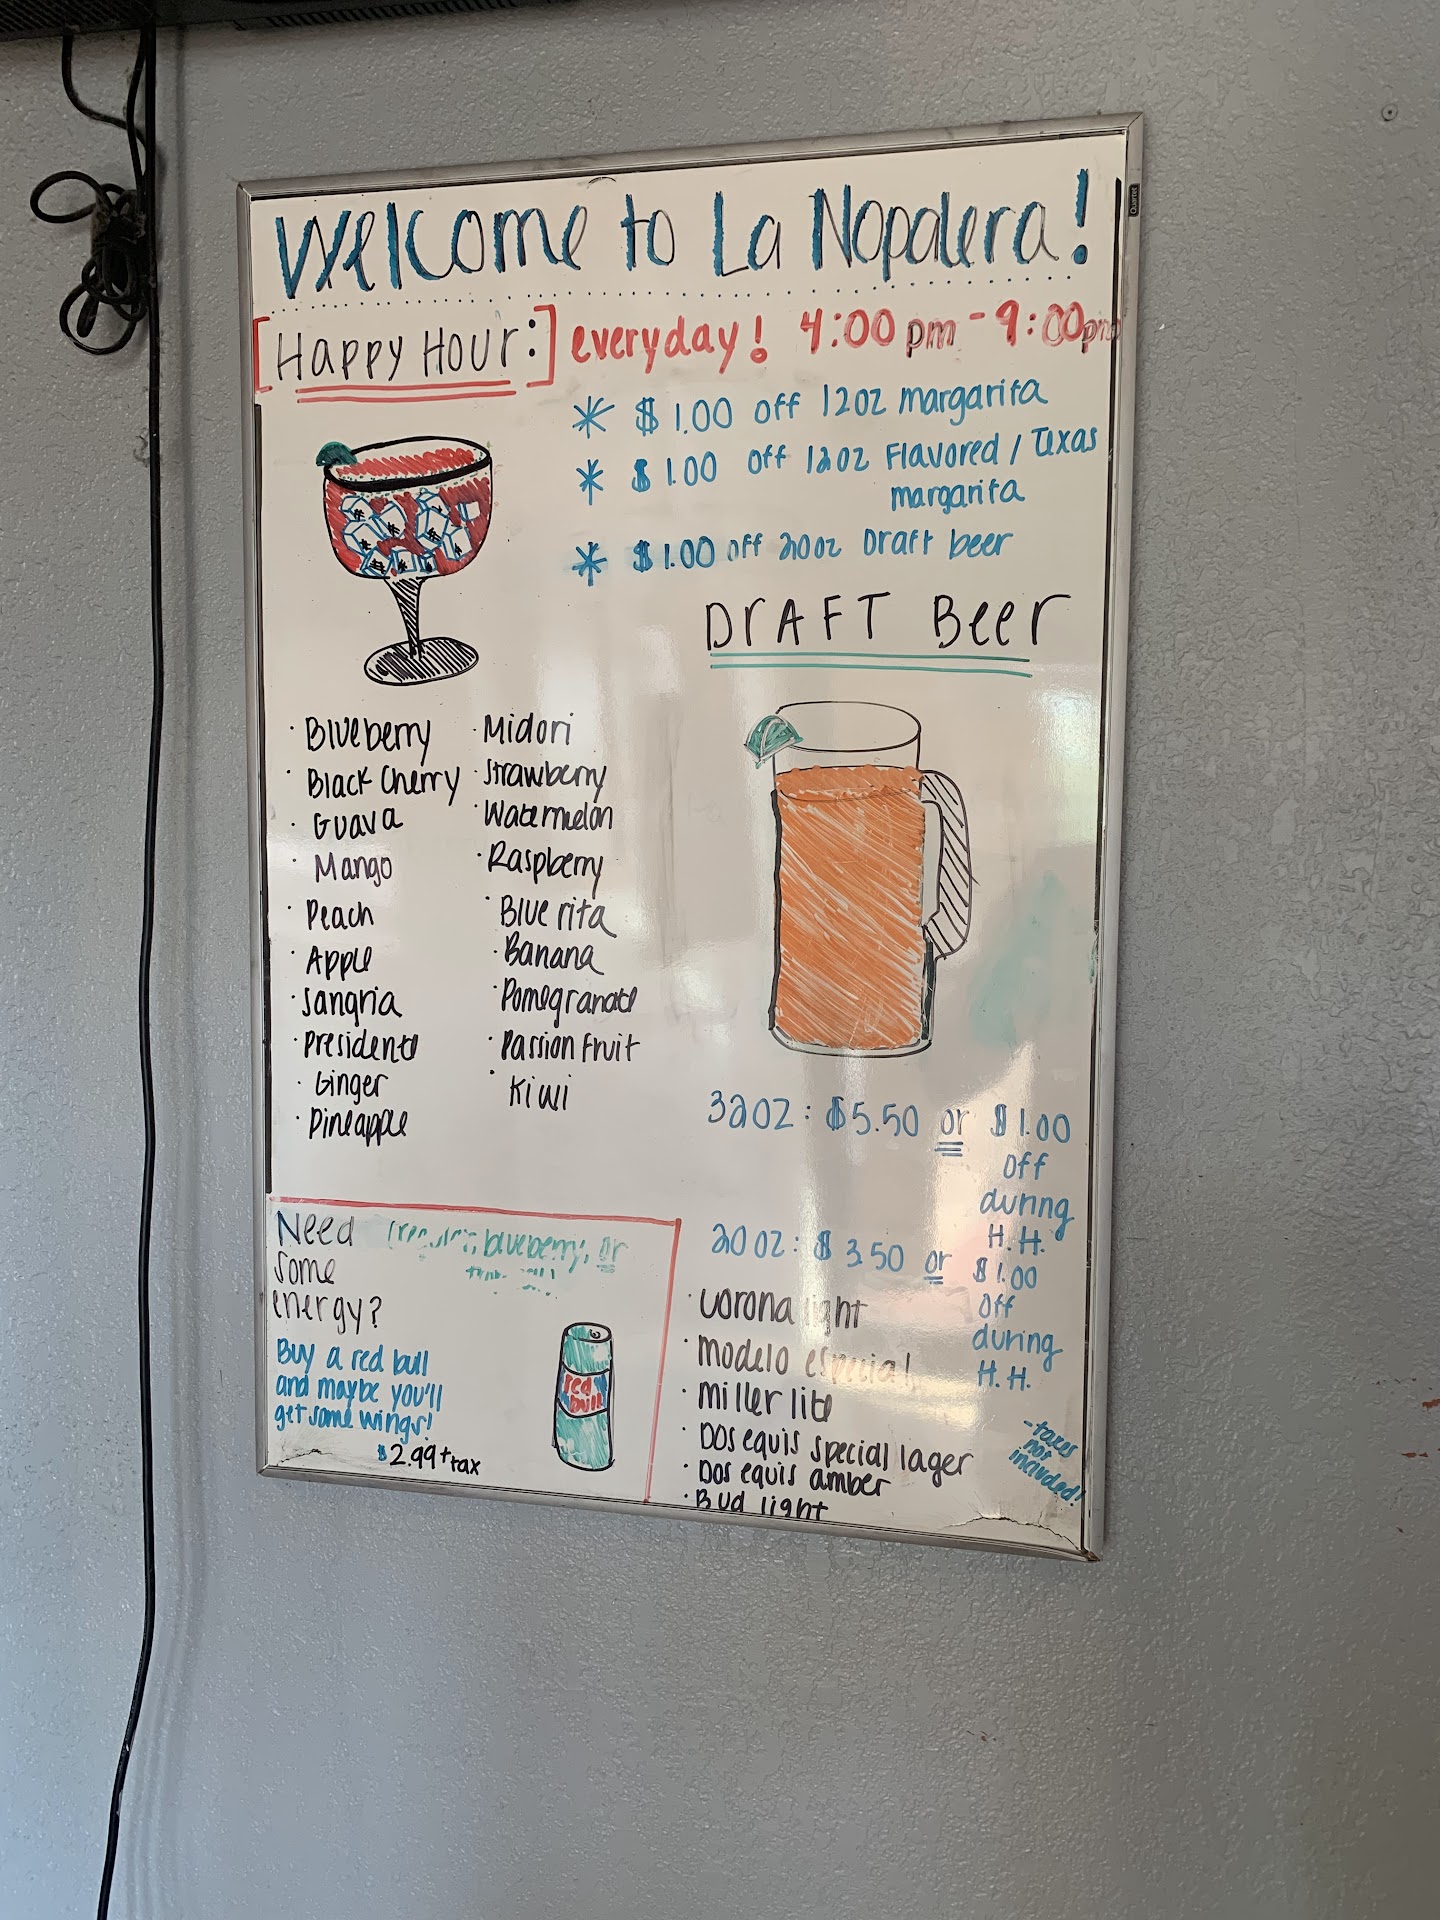 Welcome to La Nopalera!
[Happy Hour:] everyday! 4:00 pm - 9:00pm
* $1.00 off 12oz margarita
* $1.00 off 12oz Flavored / Texas
margarita
* $1.00 off 20oz Draft beer
DRAFT Beer
· Blueberry
· Black Cherry
· Guava
· Mango
· Peach
· Apple
· Sangria
· Presidente
· Ginger
· Pineapple
· Midori
· Strawberry
· Watermelon
· Raspberry
· Blue rita
· Banana
· Pomegranate
· Passion Fruit
· Kiwi
32oz: $5.50 or $1.00
off
during
H.H.
20oz: $3.50 or $1.00
off
during
H.H.
· Corona light
· Modelo especial
· Miller lite
· Dos equis special lager
· Dos equis amber
· Bud light
- taxes
not
included!
Need (regular, blueberry, or
some
energy?
Buy a red bull
and maybe you'll
get some wings!
$2.99 + tax
red
bull
Quartet